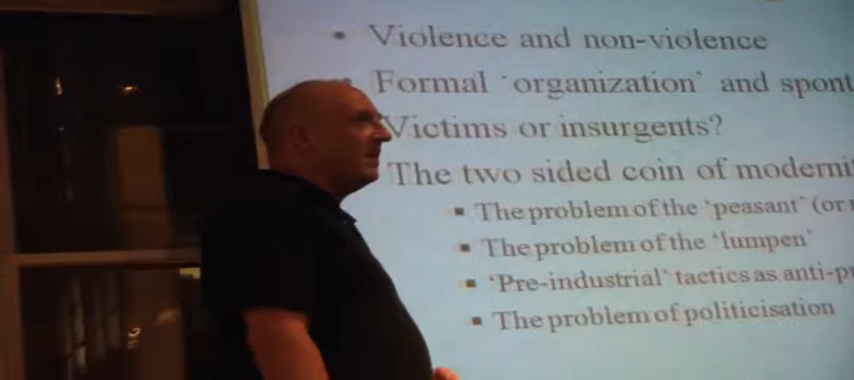 • Violence and non-violence
• Formal 'organization' and spont
Victims or insurgents?
The two sided coin of moderni
▪ The problem of the 'peasant' (or
▪ The problem of the 'lumpen'
▪ 'Pre-industrial' tactics as anti-p
▪ The problem of politicisation